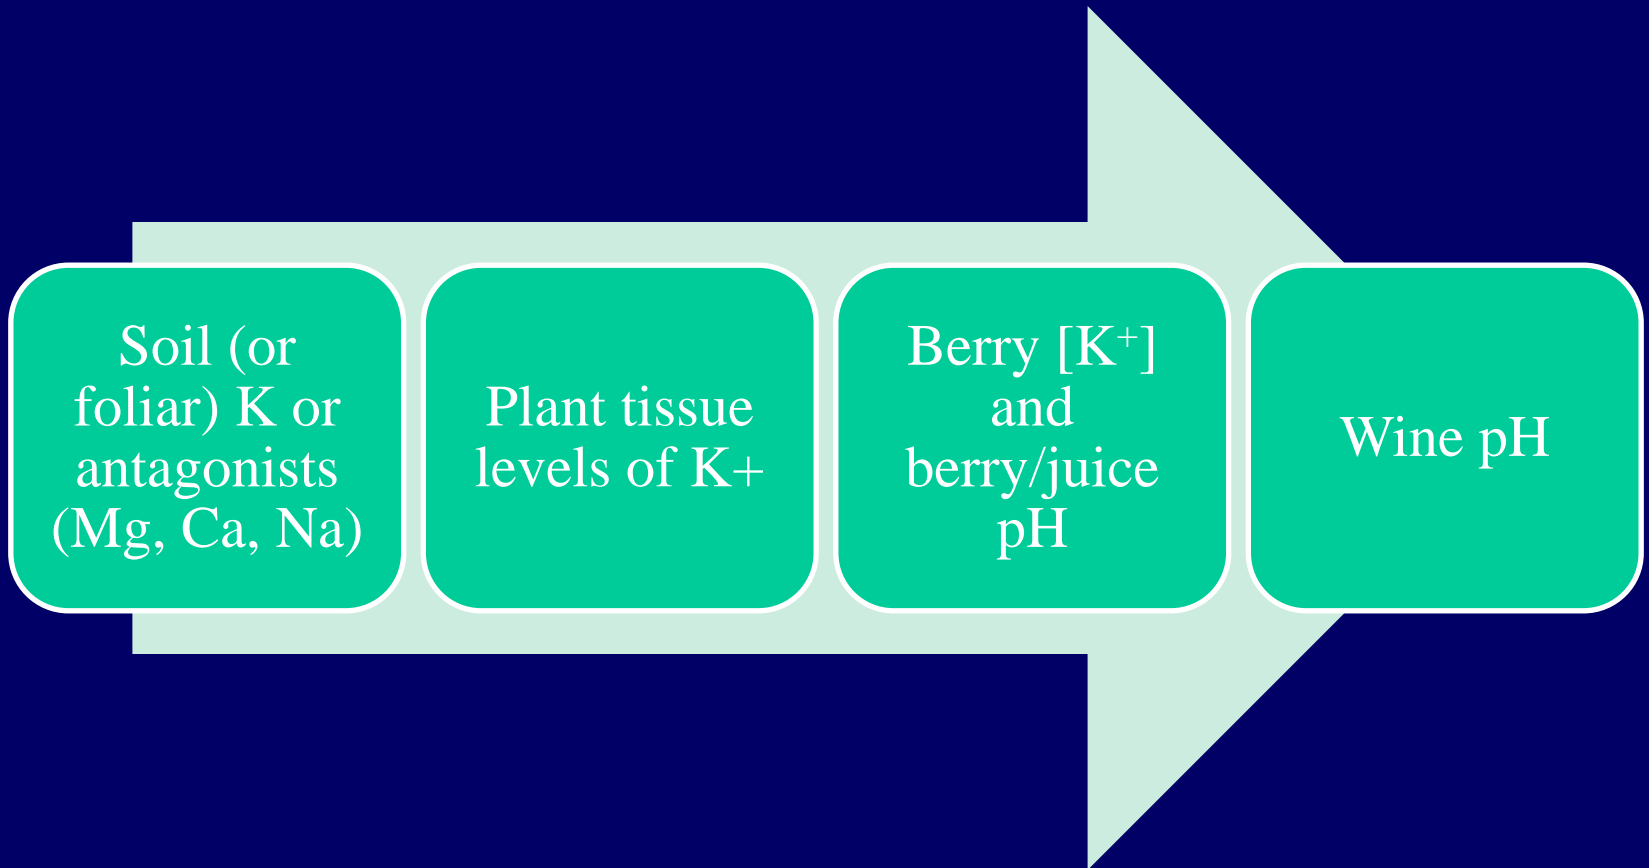 Soil (or
foliar) K or
antagonists
(Mg, Ca, Na)
Plant tissue
levels of K+
Berry [K⁺]
and
berry/juice
pH
Wine pH